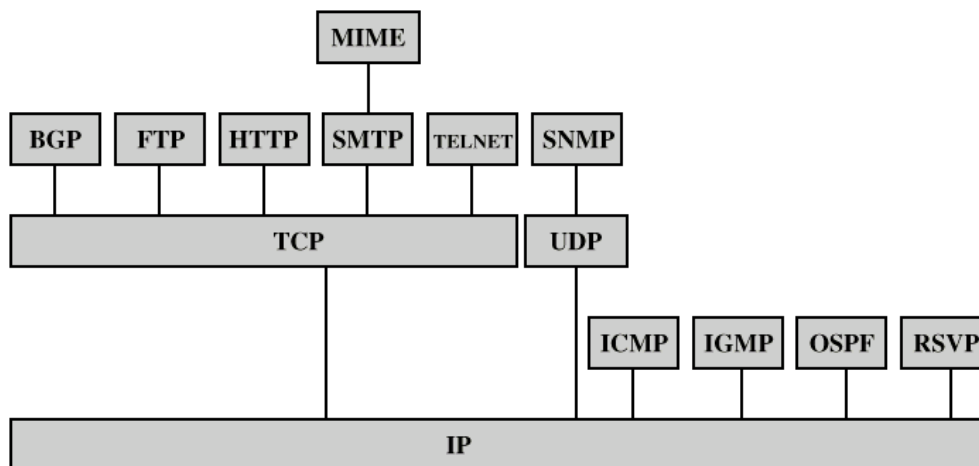 MIME
BGP FTP HTTP SMTP TELNET SNMP
TCP UDP
ICMP IGMP OSPF RSVP
IP